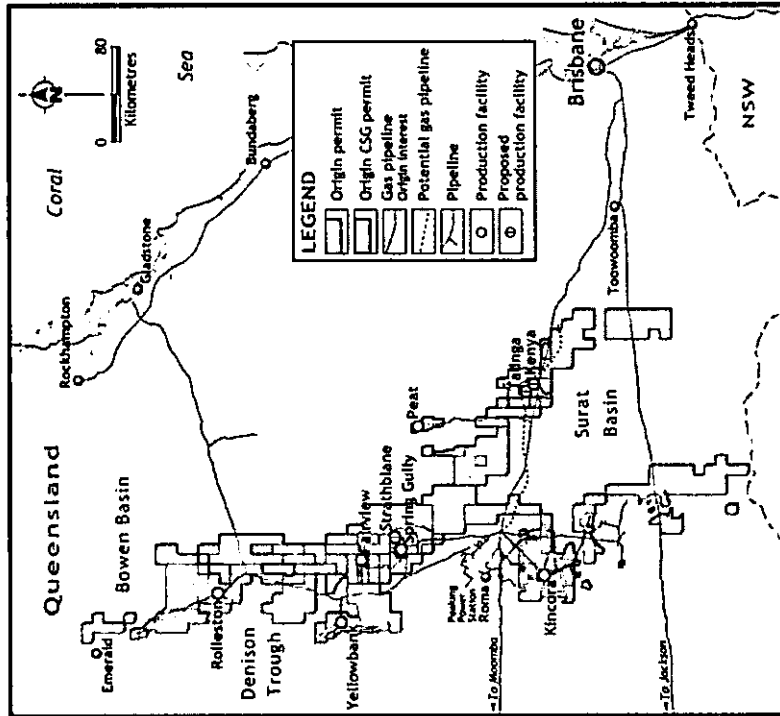 Queensland
Coral
Sea
N
0 80
Kilometres
Emerald
Bowen Basin
Rockhampton
Gladstone
Bundaberg
Rolleston
Denison
Trough
Yellowbank
Fairview
Strathblane
Spring Gully
Peat
Peaking
Power
Station
Roma
Talinga
Kenya
Kincora
Surat
Basin
Toowoomba
Brisbane
Tweed Heads
NSW
To Moomba
To Jackson
LEGEND
Origin permit
Origin CSG permit
Gas pipeline
Origin interest
Potential gas pipeline
Pipeline
Production facility
Proposed
production facility